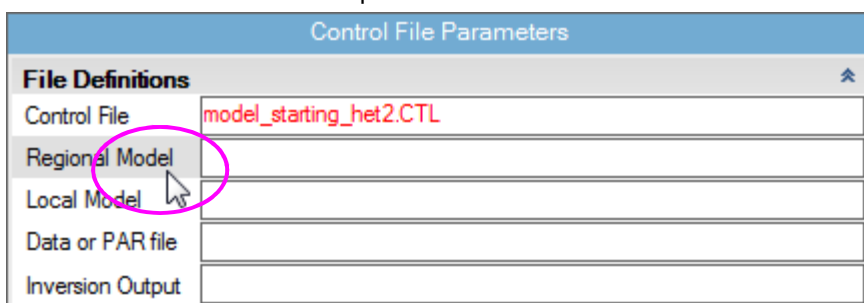 Control File Parameters
File Definitions
Control File model_starting_het2.CTL
Regional Model
Local Model
Data or PAR file
Inversion Output